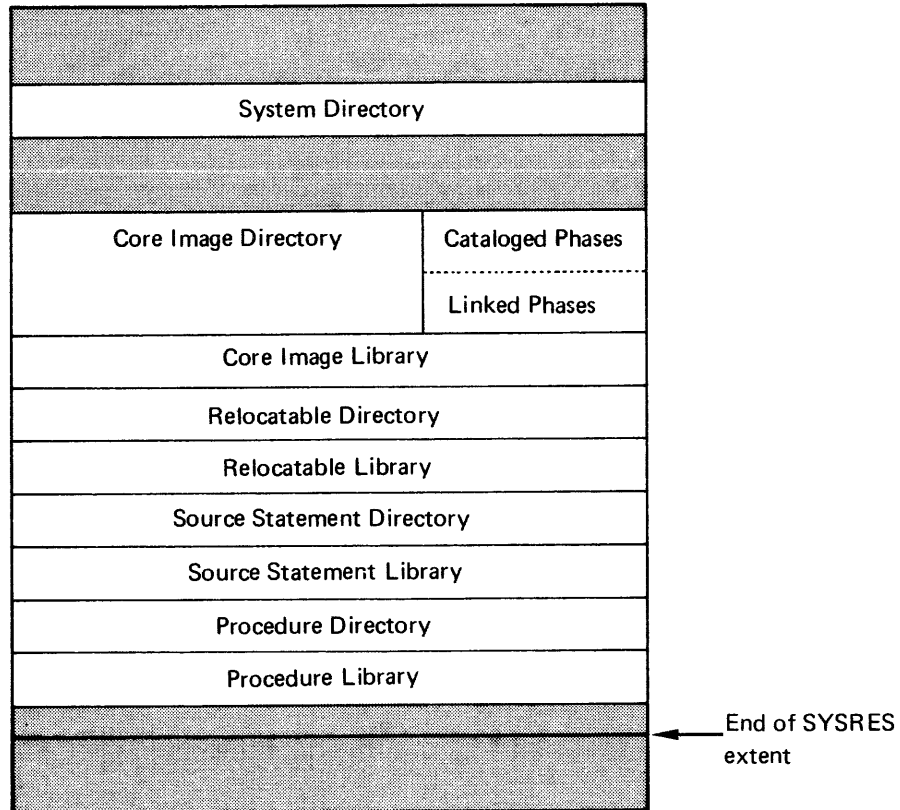 System Directory
Core Image Directory
Cataloged Phases
Linked Phases
Core Image Library
Relocatable Directory
Relocatable Library
Source Statement Directory
Source Statement Library
Procedure Directory
Procedure Library
End of SYSRES
extent